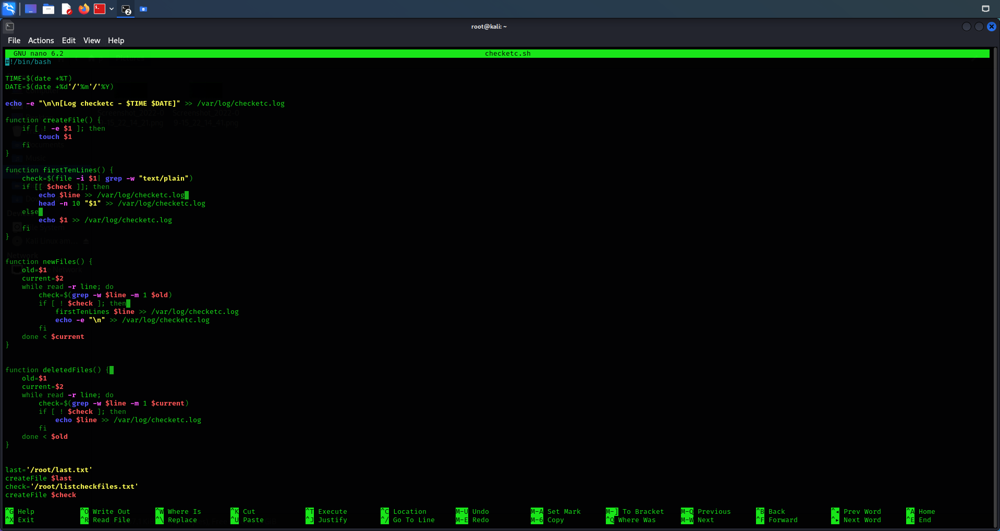 2
root@kali: ~
File Actions Edit View Help
GNU nano 6.2 checketc.sh
#!/bin/bash
TIME=$(date +%T)
DATE=$(date +%d'/'%m'/'%Y)
echo -e "\n\n[Log checketc - $TIME $DATE]" >> /var/log/checketc.log
function createFile() {
    if [ ! -e $1 ]; then
        touch $1
    fi
}
function firstTenLines() {
    check=$(file -i $1| grep -w "text/plain")
    if [[ $check ]]; then
        echo $line >> /var/log/checketc.log
        head -n 10 "$1" >> /var/log/checketc.log
    else
        echo $1 >> /var/log/checketc.log
    fi
}
function newFiles() {
    old=$1
    current=$2
    while read -r line; do
        check=$(grep -w $line -m 1 $old)
        if [ ! $check ]; then
            firstTenLines $line >> /var/log/checketc.log
            echo -e "\n" >> /var/log/checketc.log
        fi
    done < $current
}
function deletedFiles() {
    old=$1
    current=$2
    while read -r line; do
        check=$(grep -w $line -m 1 $current)
        if [ ! $check ]; then
            echo $line >> /var/log/checketc.log
        fi
    done < $old
}
last='/root/last.txt'
createFile $last
check='/root/listcheckfiles.txt'
createFile $check
^G Help ^O Write Out ^W Where Is ^K Cut ^T Execute ^C Location M-U Undo M-A Set Mark M-] To Bracket M-Q Previous ^B Back ^◂ Prev Word ^A Home
^X Exit ^R Read File ^\ Replace ^U Paste ^J Justify ^/ Go To Line M-E Redo M-6 Copy ^Q Where Was M-W Next ^F Forward ^▸ Next Word ^E End